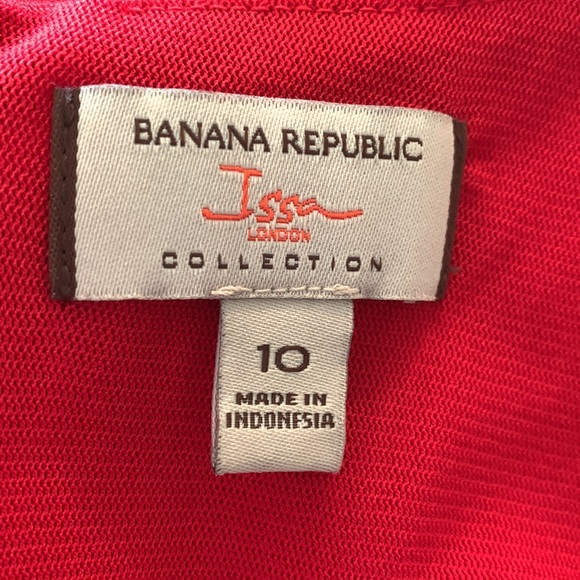 BANANA REPUBLIC
Issa
LONDON
COLLECTION
10
MADE IN
INDONESIA